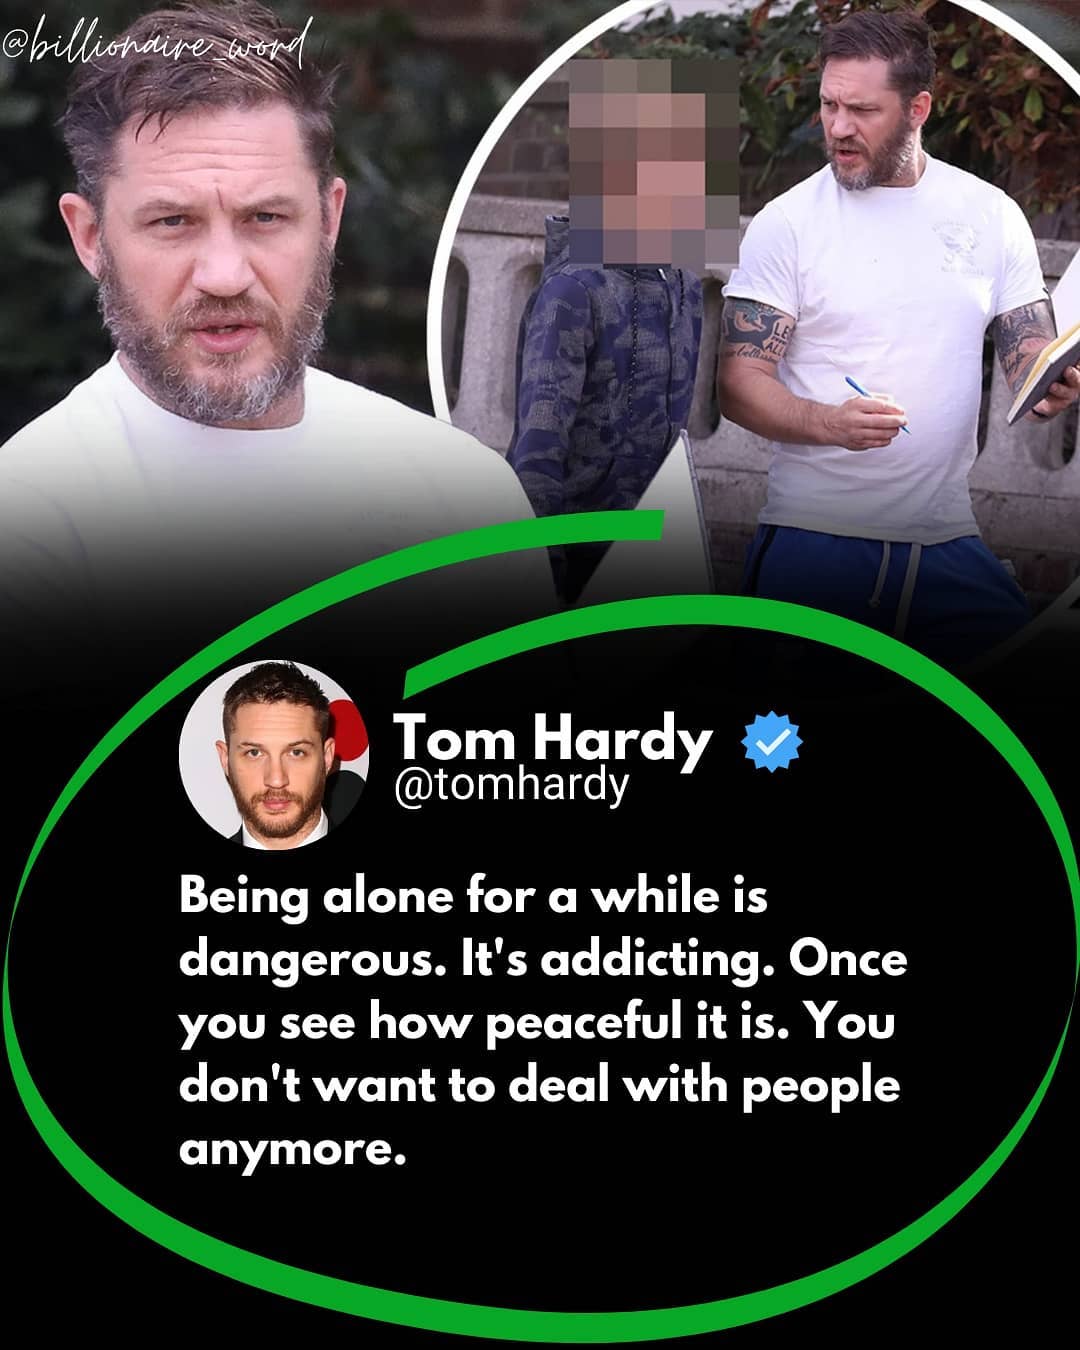 @billionaire_word
Tom Hardy
@tomhardy
Being alone for a while is
dangerous. It's addicting. Once
you see how peaceful it is. You
don't want to deal with people
anymore.